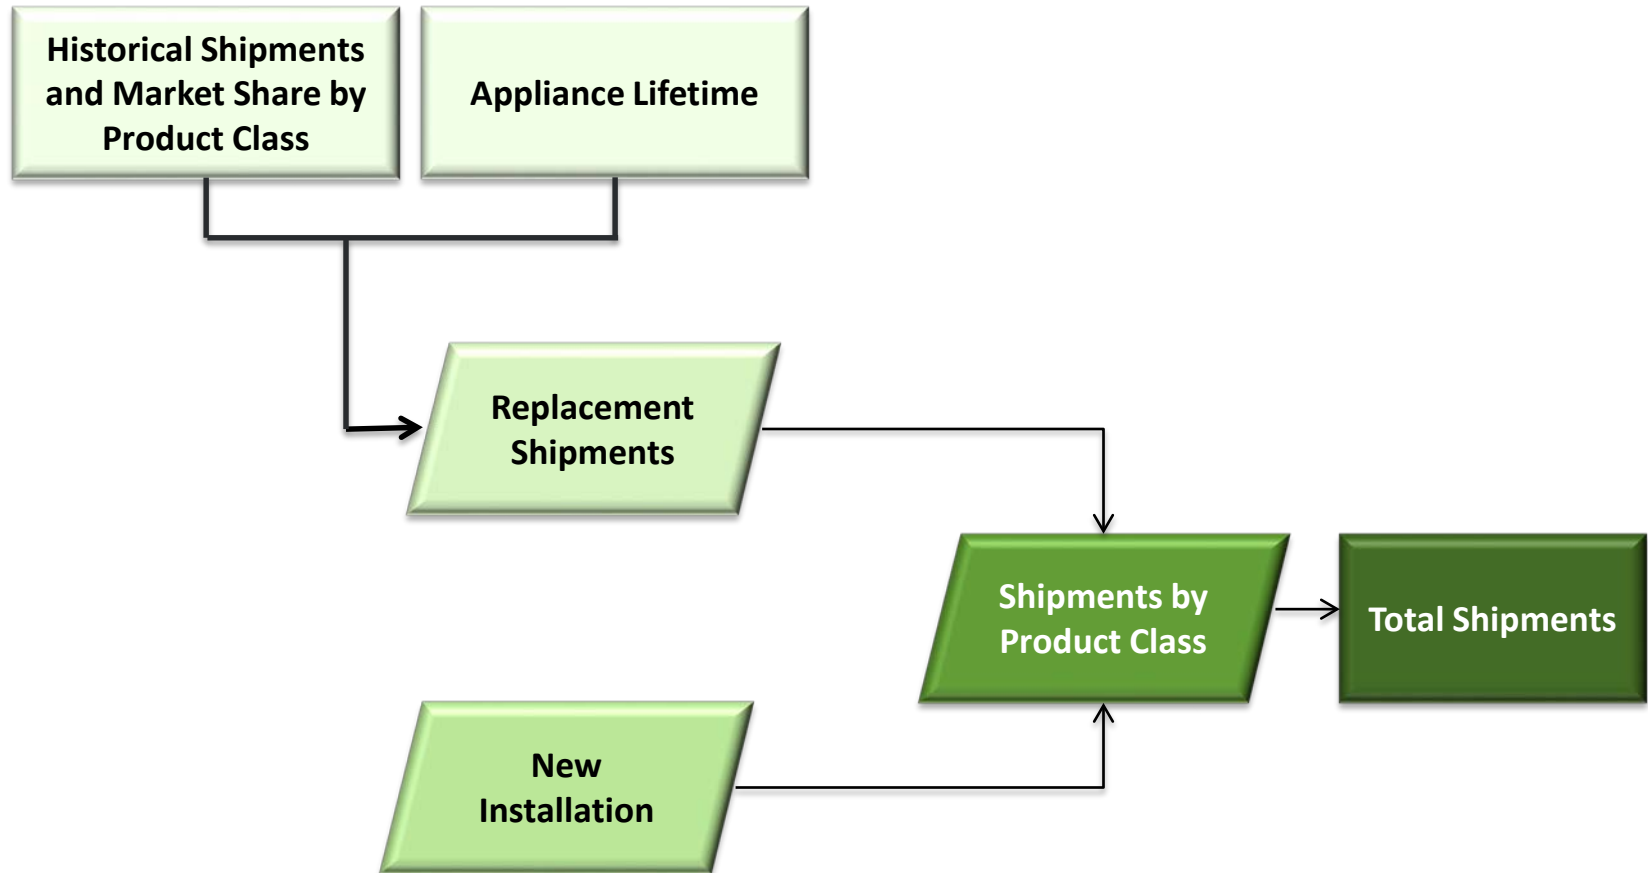 Historical Shipments
and Market Share by
Product Class
Appliance Lifetime
Replacement
Shipments
Shipments by
Product Class
Total Shipments
New
Installation